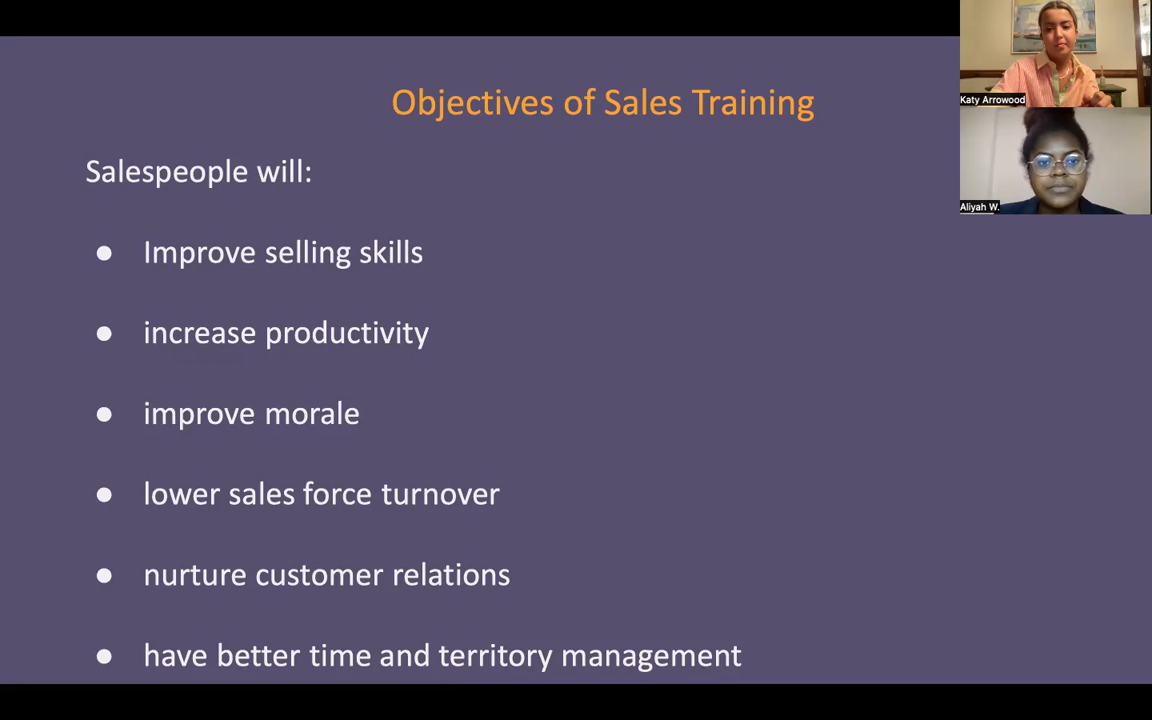 Objectives of Sales Training
Katy Arrowood
Aliyah W.
Salespeople will:
● Improve selling skills
● increase productivity
● improve morale
● lower sales force turnover
● nurture customer relations
● have better time and territory management